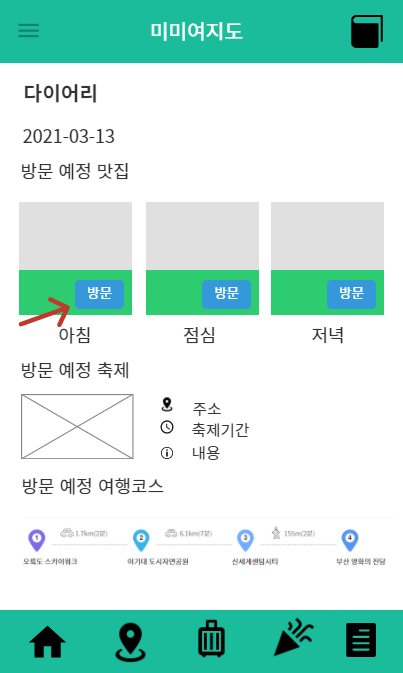 미미여지도
다이어리
2021-03-13
방문 예정 맛집
방문 방문 방문
아침 점심 저녁
방문 예정 축제
주소
축제기간
내용
방문 예정 여행코스
1 1.7km(2분) 2 6.1km(7분) 3 155m(2분) 4
오륙도 스카이워크 이기대 도시자연공원 신세계센텀시티 부산 영화의 전당